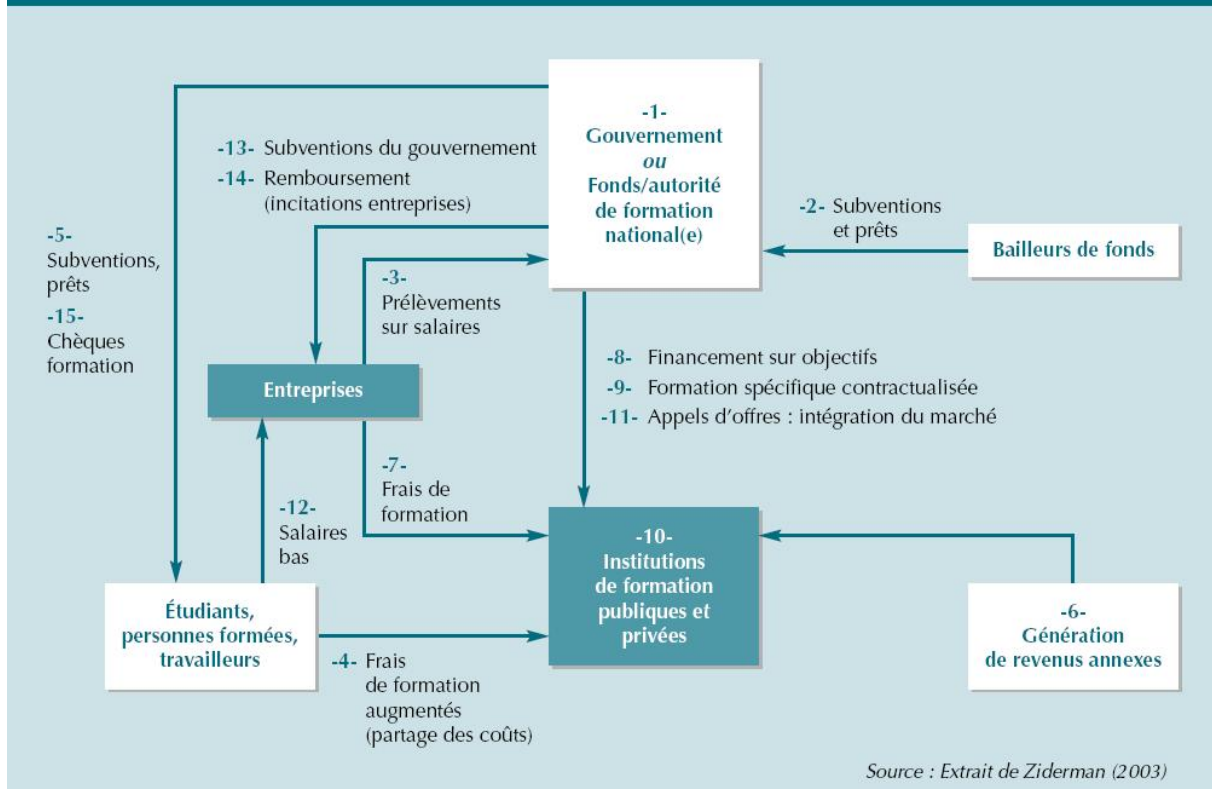 -1-
Gouvernement
ou
Fonds/autorité
de formation
national(e)
-13- Subventions du gouvernement
-14- Remboursement
(incitations entreprises)
-2- Subventions
et prêts
Bailleurs de fonds
-5-
Subventions,
prêts
-15-
Chèques
formation
-3-
Prélèvements
sur salaires
Entreprises
-8- Financement sur objectifs
-9- Formation spécifique contractualisée
-11- Appels d'offres : intégration du marché
-7-
Frais de
formation
-12-
Salaires
bas
-10-
Institutions
de formation
publiques et
privées
Étudiants,
personnes formées,
travailleurs
-6-
Génération
de revenus annexes
-4- Frais
de formation
augmentés
(partage des coûts)
Source : Extrait de Ziderman (2003)